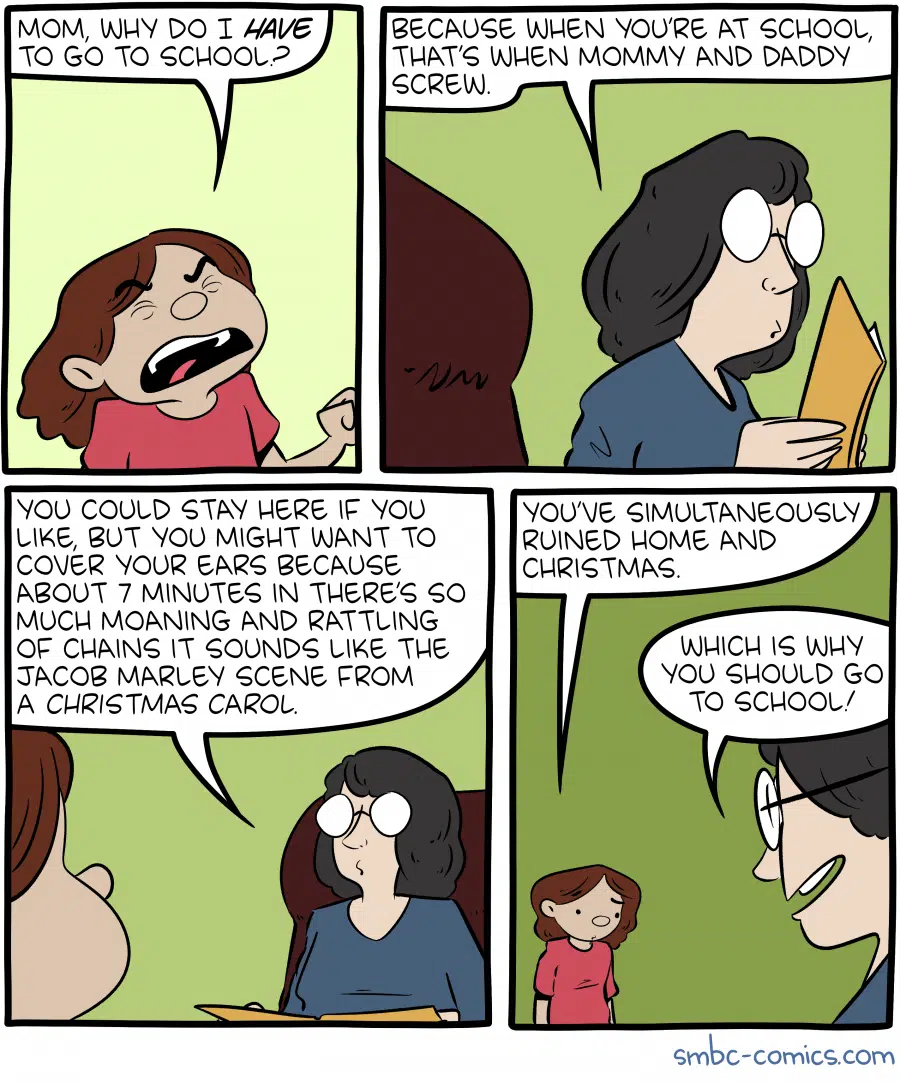 MOM, WHY DO I HAVE
TO GO TO SCHOOL?
BECAUSE WHEN YOU'RE AT SCHOOL,
THAT'S WHEN MOMMY AND DADDY
SCREW.
YOU COULD STAY HERE IF YOU
LIKE, BUT YOU MIGHT WANT TO
COVER YOUR EARS BECAUSE
ABOUT 7 MINUTES IN THERE'S SO
MUCH MOANING AND RATTLING
OF CHAINS IT SOUNDS LIKE THE
JACOB MARLEY SCENE FROM
A CHRISTMAS CAROL.
YOU'VE SIMULTANEOUSLY
RUINED HOME AND
CHRISTMAS.
WHICH IS WHY
YOU SHOULD GO
TO SCHOOL!
smbc-comics.com